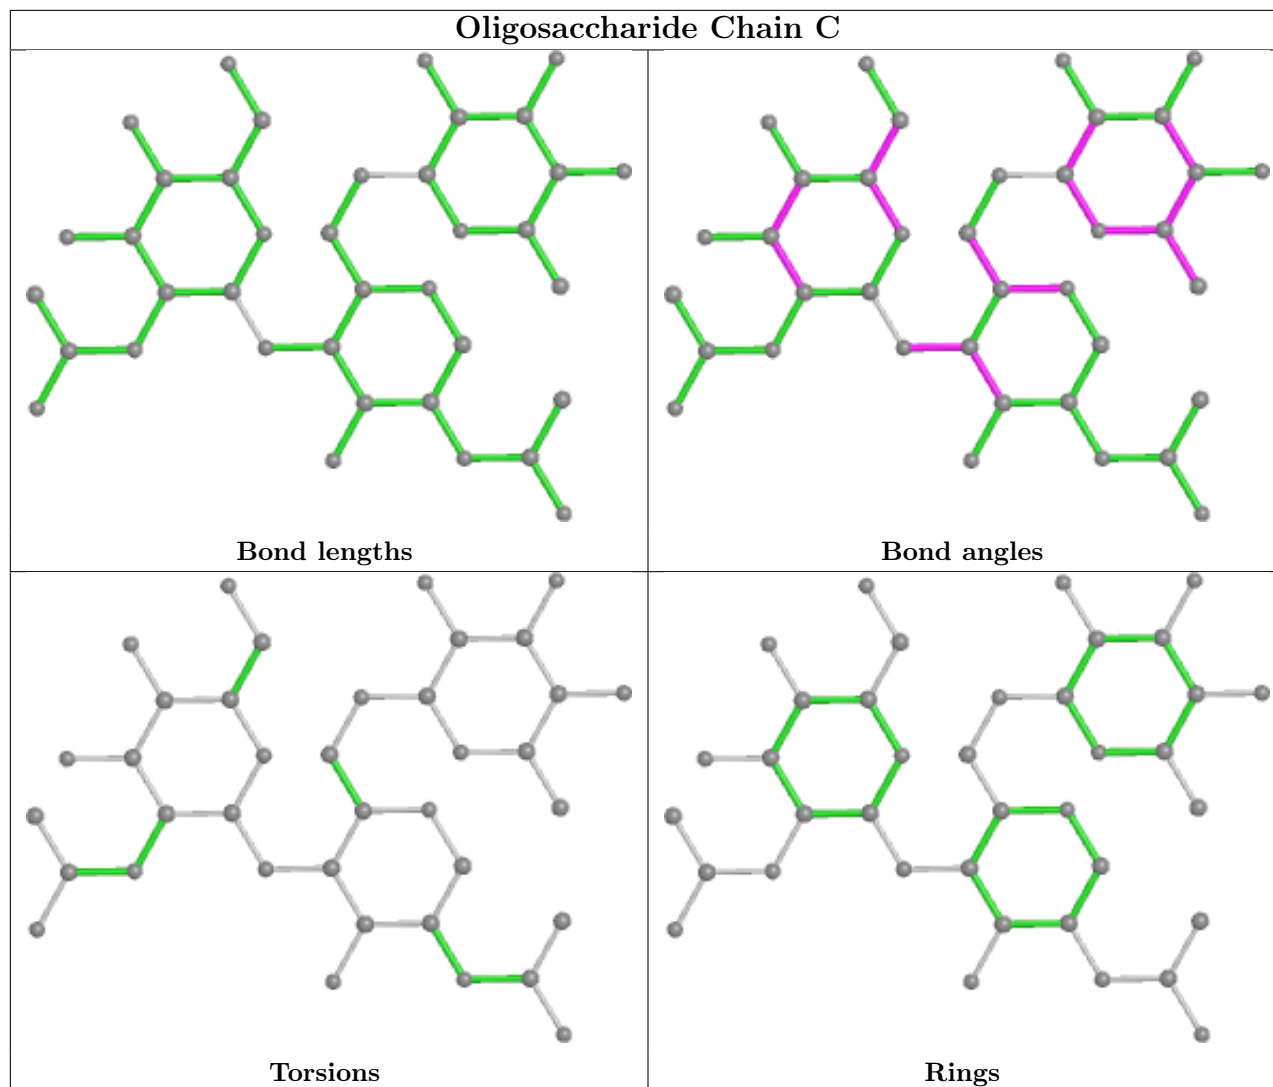 Oligosaccharide Chain C
Bond lengths
Bond angles
Torsions
Rings